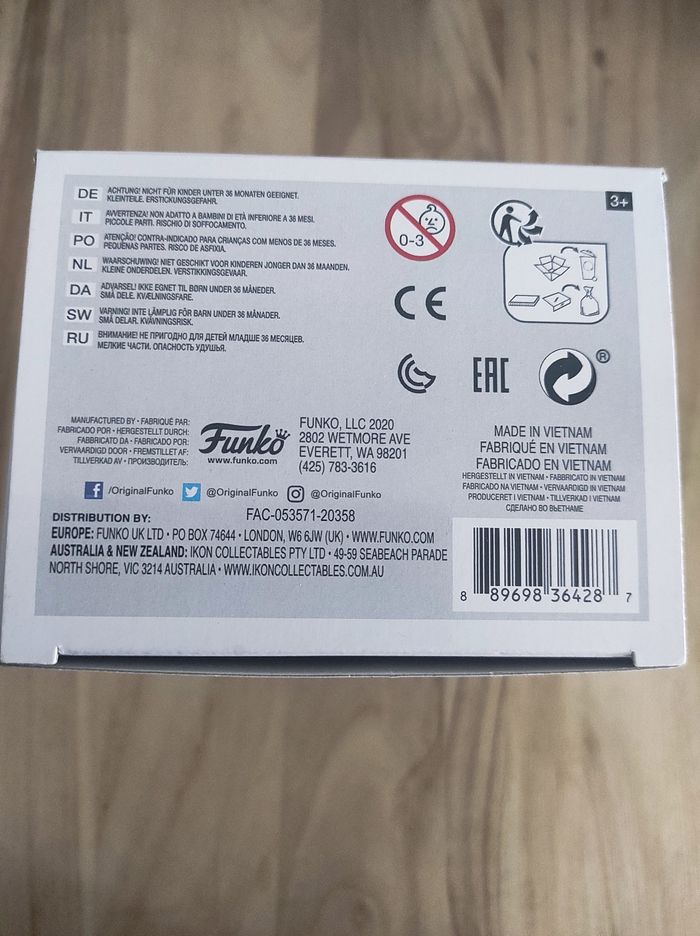 DE ACHTUNG! NICHT FÜR KINDER UNTER 36 MONATEN GEEIGNET.
KLEINTEILE. ERSTICKUNGSGEFAHR.
IT AVVERTENZA! NON ADATTO A BAMBINI DI ETÀ INFERIORE A 36 MESI.
PICCOLE PARTI. RISCHIO DI SOFFOCAMENTO.
PO ATENÇÃO! CONTRA-INDICADO PARA CRIANÇAS COM MENOS DE 36 MESES.
PEQUENAS PARTES. RISCO DE ASFIXIA.
NL WAARSCHUWING! NIET GESCHIKT VOOR KINDEREN JONGER DAN 36 MAANDEN.
KLEINE ONDERDELEN. VERSTIKKINGSGEVAAR.
DA ADVARSEL! IKKE EGNET TIL BØRN UNDER 36 MÅNEDER.
SMÅ DELE. KVÆLNINGSFARE.
SW VARNING! INTE LÄMPLIG FÖR BARN UNDER 36 MÅNADER.
SMÅ DELAR. KVÄVNINGSRISK.
RU ВНИМАНИЕ! НЕ ПРИГОДНО ДЛЯ ДЕТЕЙ МЛАДШЕ 36 МЕСЯЦЕВ.
МЕЛКИЕ ЧАСТИ. ОПАСНОСТЬ УДУШЬЯ.
0-3
3+
CE
EAC
®
MANUFACTURED BY • FABRIQUÉ PAR:
FABRICADO POR • HERGESTELLT DURCH:
FABBRICATO DA • FABRICADO POR:
VERVAARDIGD DOOR • FREMSTILLET AF:
TILLVERKAD AV • ПРОИЗВОДИТЕЛЬ:
Funko
www.funko.com
FUNKO, LLC 2020
2802 WETMORE AVE
EVERETT, WA 98201
(425) 783-3616
MADE IN VIETNAM
FABRIQUÉ EN VIETNAM
FABRICADO EN VIETNAM
HERGESTELLT IN VIETNAM • FABBRICATO IN VIETNAM
FABRICADO NA VIETNAM • VERVAARDIGD IN VIETNAM
PRODUCERET I VIETNAM • TILLVERKAD I VIETNAM
СДЕЛАНО ВО ВЬЕТНАМЕ
f /OriginalFunko @OriginalFunko @OriginalFunko
FAC-053571-20358
DISTRIBUTION BY:
EUROPE: FUNKO UK LTD • PO BOX 74644 • LONDON, W6 6JW (UK) • WWW.FUNKO.COM
AUSTRALIA & NEW ZEALAND: IKON COLLECTABLES PTY LTD • 49-59 SEABEACH PARADE
NORTH SHORE, VIC 3214 AUSTRALIA • WWW.IKONCOLLECTABLES.COM.AU
8 89698 36428 7